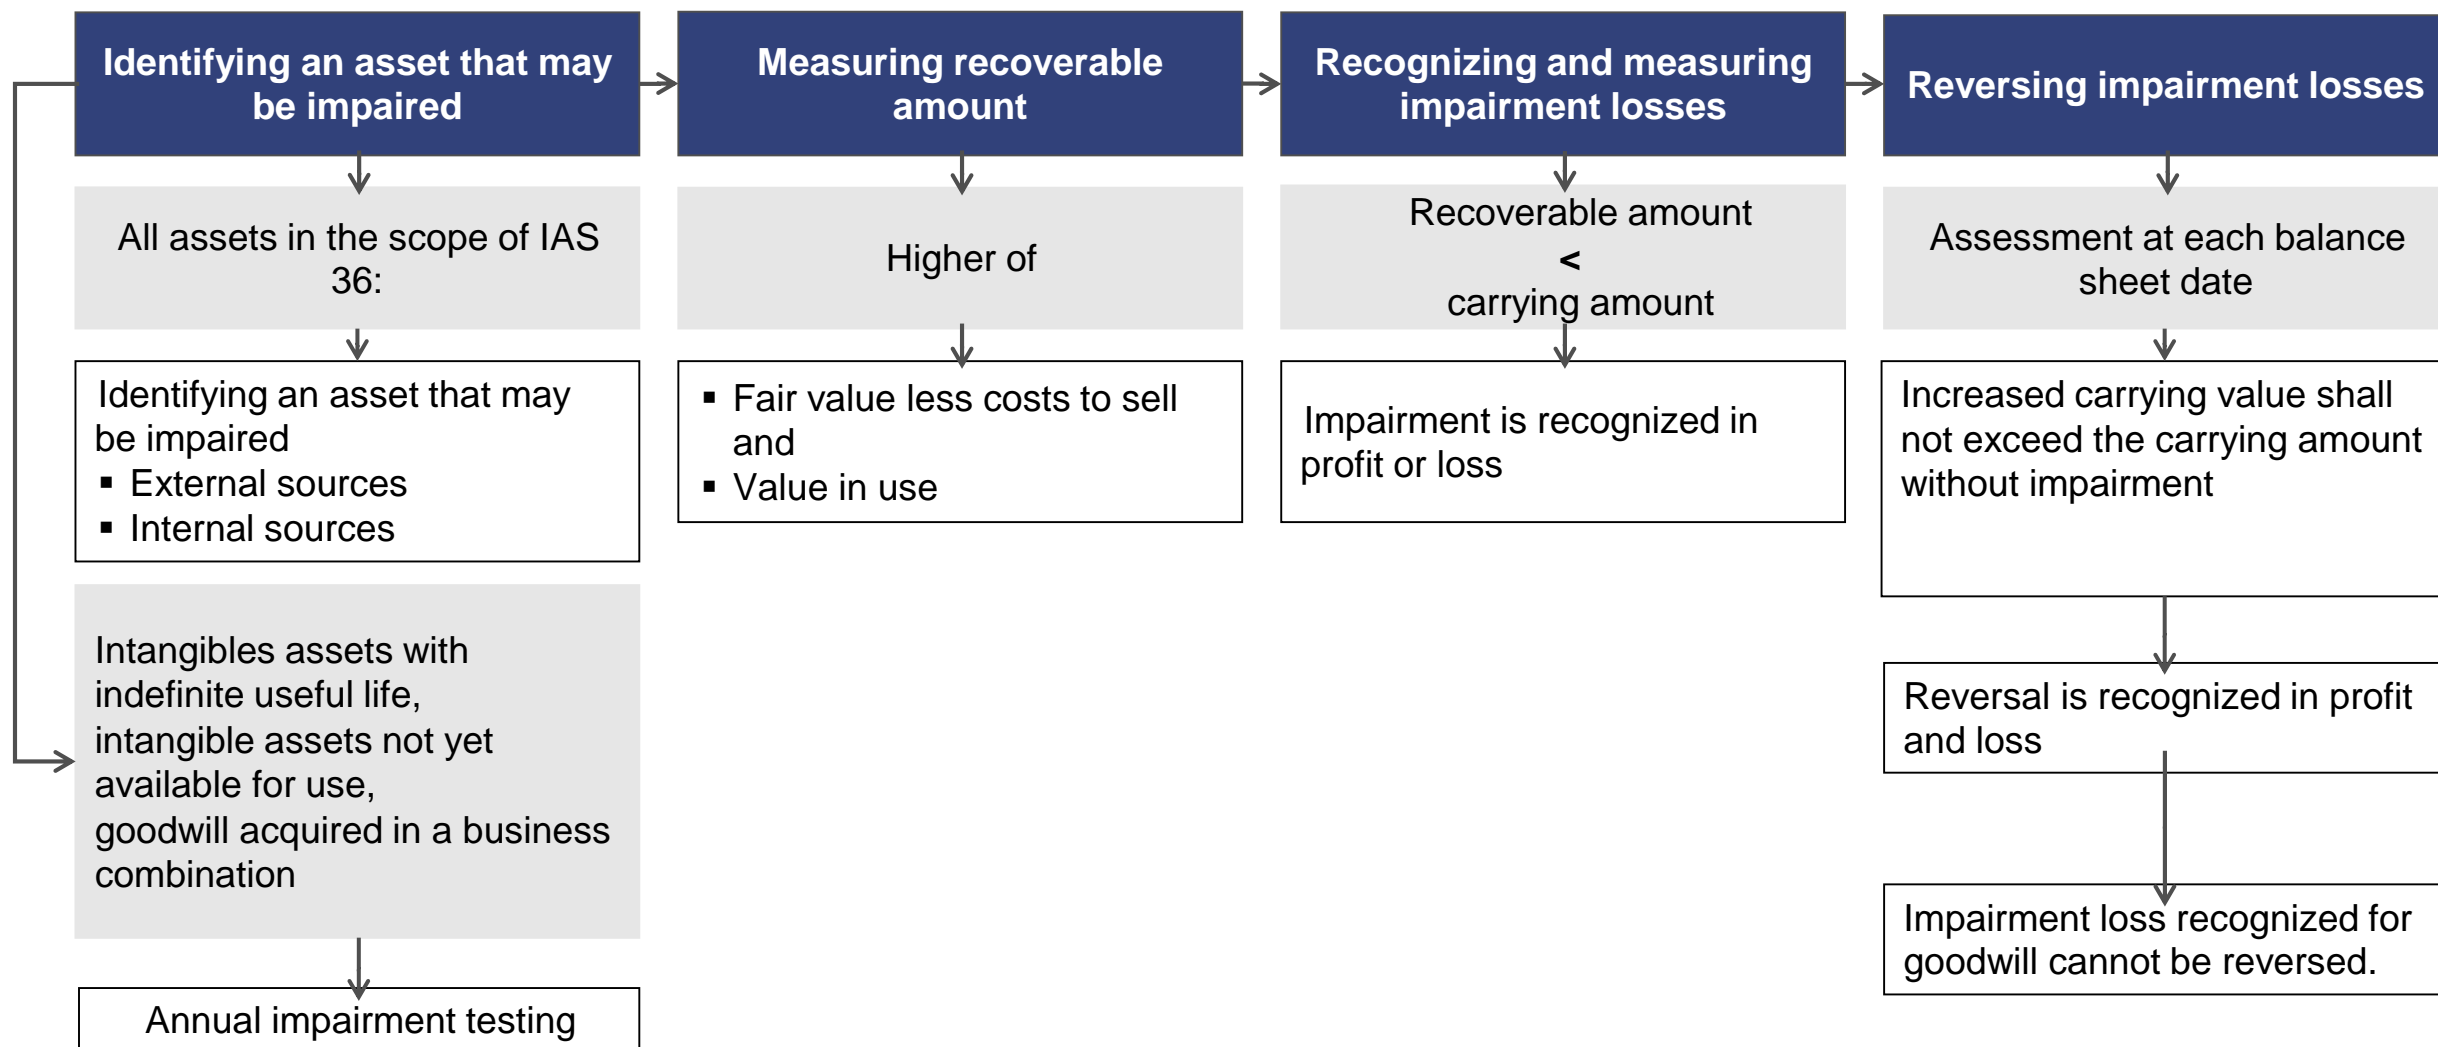 Identifying an asset that may
be impaired
All assets in the scope of IAS
36:
Identifying an asset that may
be impaired
▪ External sources
▪ Internal sources
Intangibles assets with
indefinite useful life,
intangible assets not yet
available for use,
goodwill acquired in a business
combination
Annual impairment testing
Measuring recoverable
amount
Higher of
▪ Fair value less costs to sell
and
▪ Value in use
Recognizing and measuring
impairment losses
Recoverable amount
<
carrying amount
Impairment is recognized in
profit or loss
Reversing impairment losses
Assessment at each balance
sheet date
Increased carrying value shall
not exceed the carrying amount
without impairment
Reversal is recognized in profit
and loss
Impairment loss recognized for
goodwill cannot be reversed.